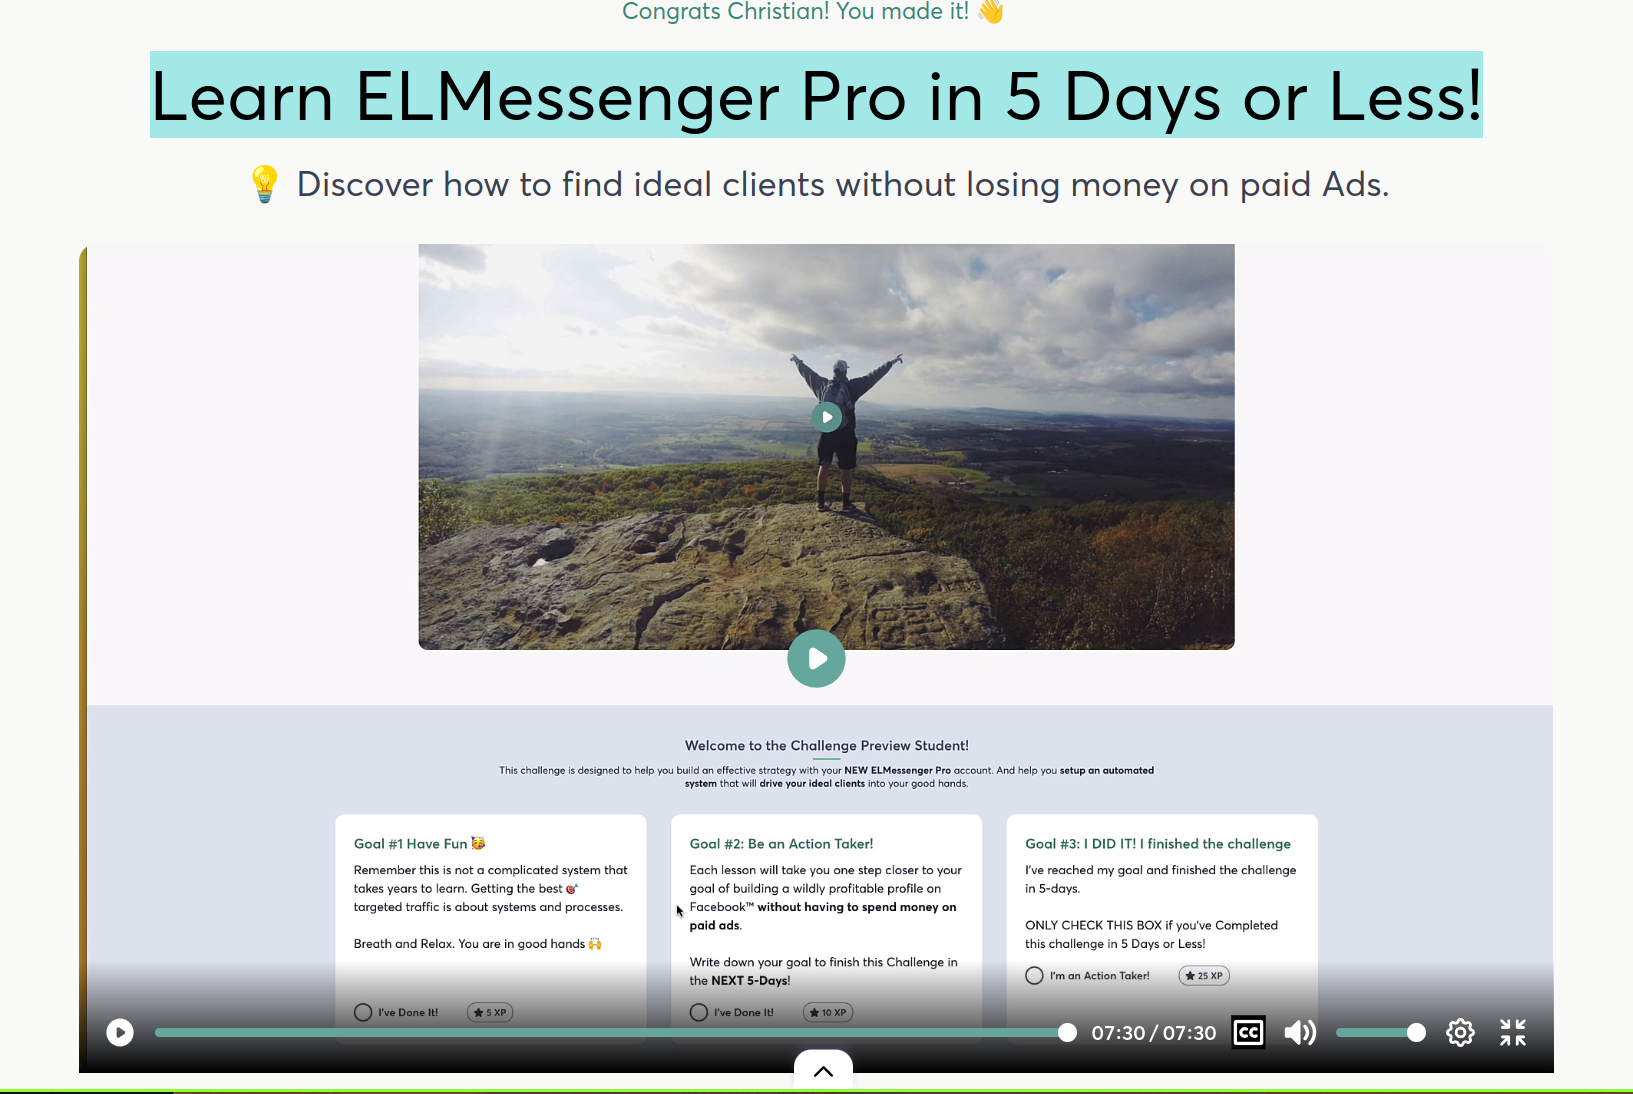 Congrats Christian! You made it! 👋
Learn ELMessenger Pro in 5 Days or Less!
💡 Discover how to find ideal clients without losing money on paid Ads.
Welcome to the Challenge Preview Student!
This challenge is designed to help you build an effective strategy with your NEW ELMessenger Pro account. And help you setup an automated
system that will drive your ideal clients into your good hands.
Goal #1 Have Fun 🥳
Remember this is not a complicated system that
takes years to learn. Getting the best 🎯
targeted traffic is about systems and processes.
Breath and Relax. You are in good hands 🙌
I've Done It! ★ 5 XP
Goal #2: Be an Action Taker!
Each lesson will take you one step closer to your
goal of building a wildly profitable profile on
Facebook™ without having to spend money on
paid ads.
Write down your goal to finish this Challenge in
the NEXT 5-Days!
I've Done It! ★ 10 XP
Goal #3: I DID IT! I finished the challenge
I've reached my goal and finished the challenge
in 5-days.
ONLY CHECK THIS BOX if you've Completed
this challenge in 5 Days or Less!
I'm an Action Taker! ★ 25 XP
07:30 / 07:30 CC